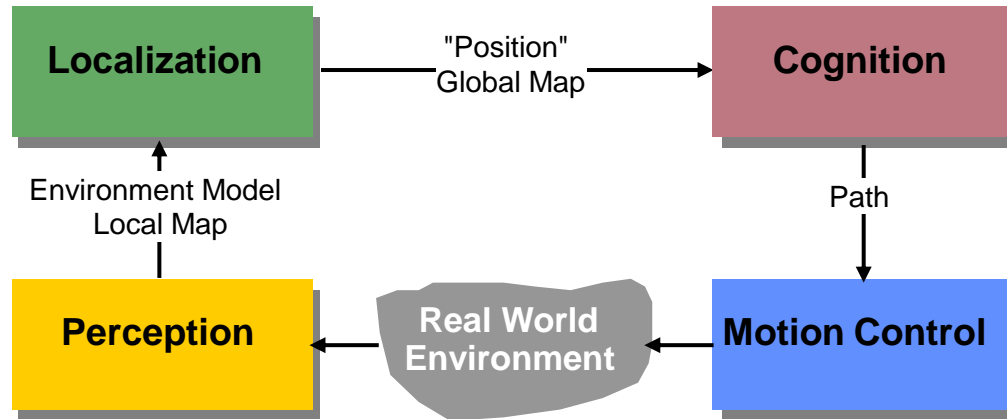 Localization
"Position"
Global Map
Cognition
Environment Model
Local Map
Path
Perception
Real World
Environment
Motion Control